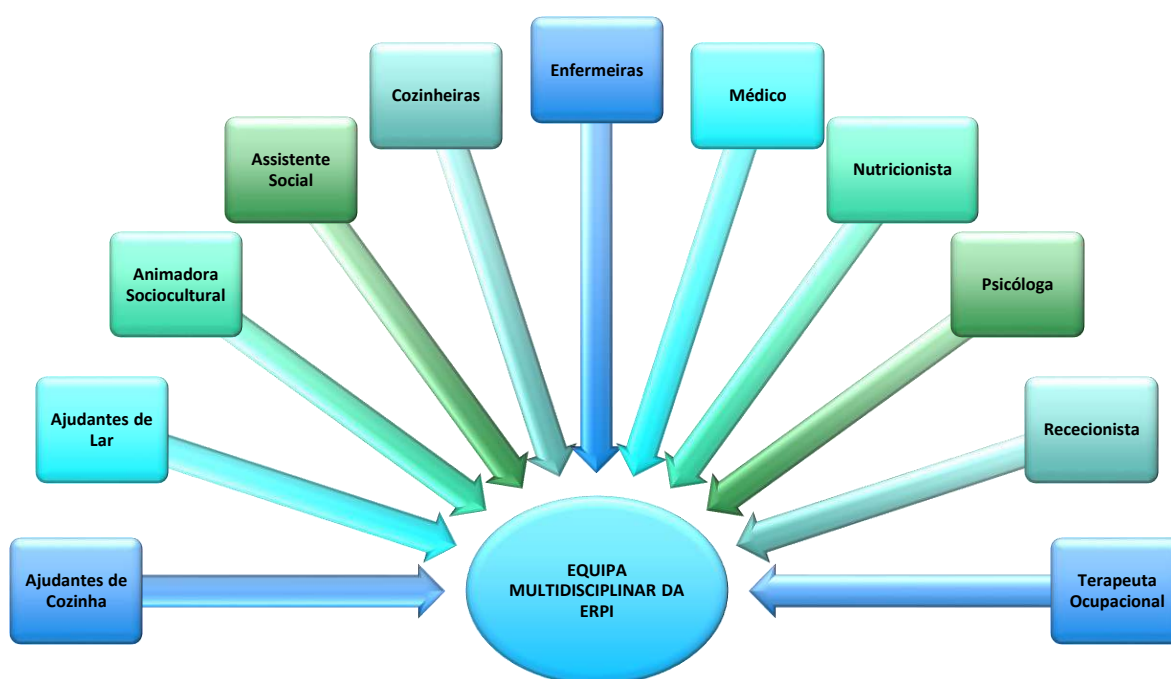 Enfermeiras
Cozinheiras
Médico
Assistente
Social
Nutricionista
Animadora
Sociocultural
Psicóloga
Ajudantes de
Lar
Rececionista
Ajudantes de
Cozinha
EQUIPA
MULTIDISCIPLINAR DA
ERPI
Terapeuta
Ocupacional